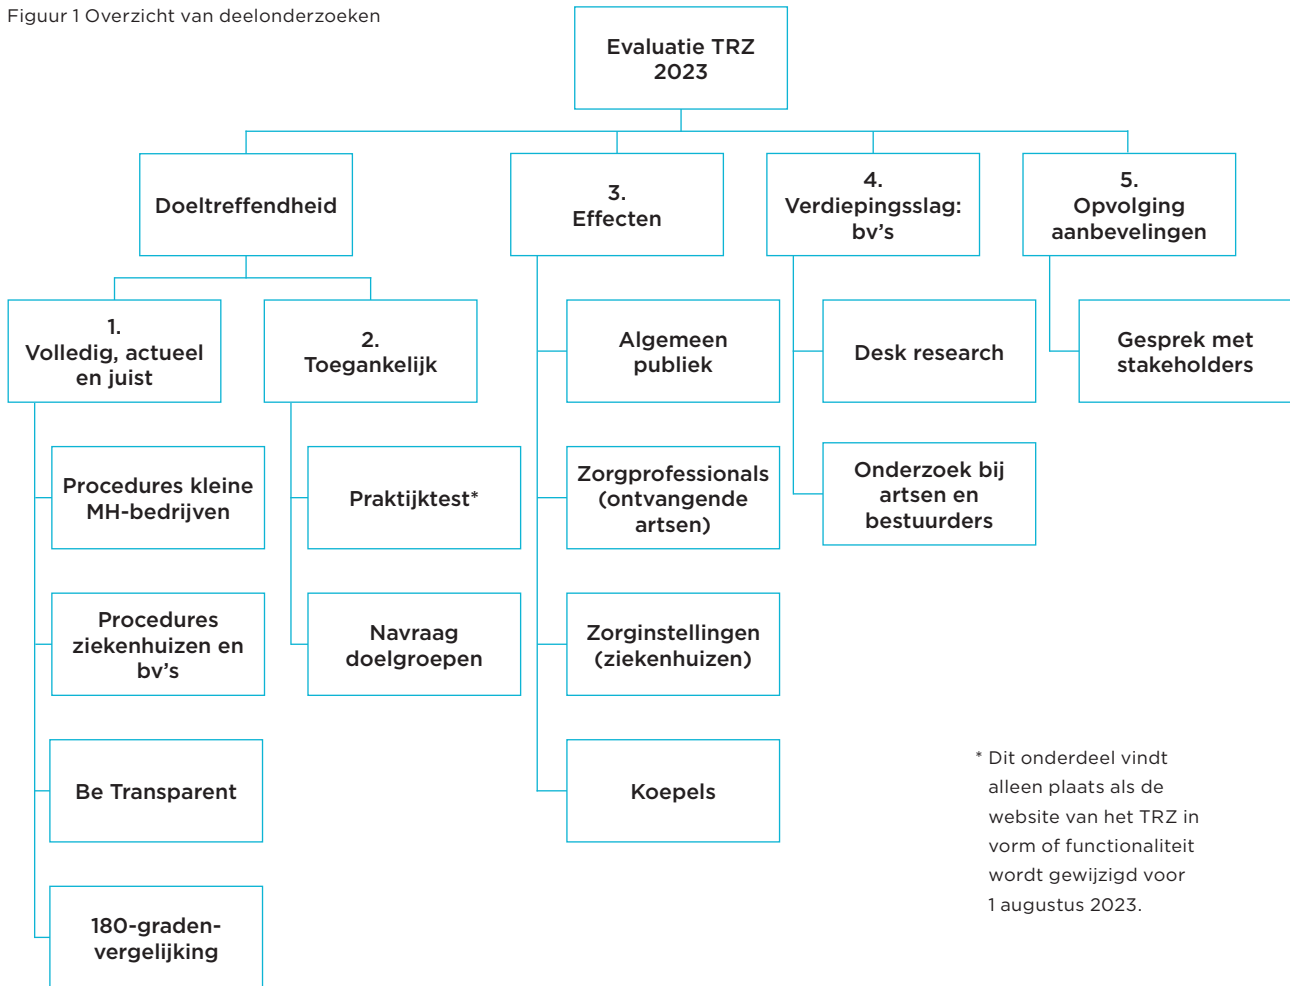 Figuur 1 Overzicht van deelonderzoeken
Evaluatie TRZ
2023
Doeltreffendheid
3.
Effecten
4.
Verdiepingsslag:
bv's
5.
Opvolging
aanbevelingen
1.
Volledig, actueel
en juist
2.
Toegankelijk
Algemeen
publiek
Desk research
Gesprek met
stakeholders
Procedures kleine
MH-bedrijven
Praktijktest*
Zorgprofessionals
(ontvangende
artsen)
Onderzoek bij
artsen en
bestuurders
Procedures
ziekenhuizen en
bv's
Navraag
doelgroepen
Zorginstellingen
(ziekenhuizen)
Be Transparent
Koepels
180-graden-
vergelijking
* Dit onderdeel vindt
alleen plaats als de
website van het TRZ in
vorm of functionaliteit
wordt gewijzigd voor
1 augustus 2023.